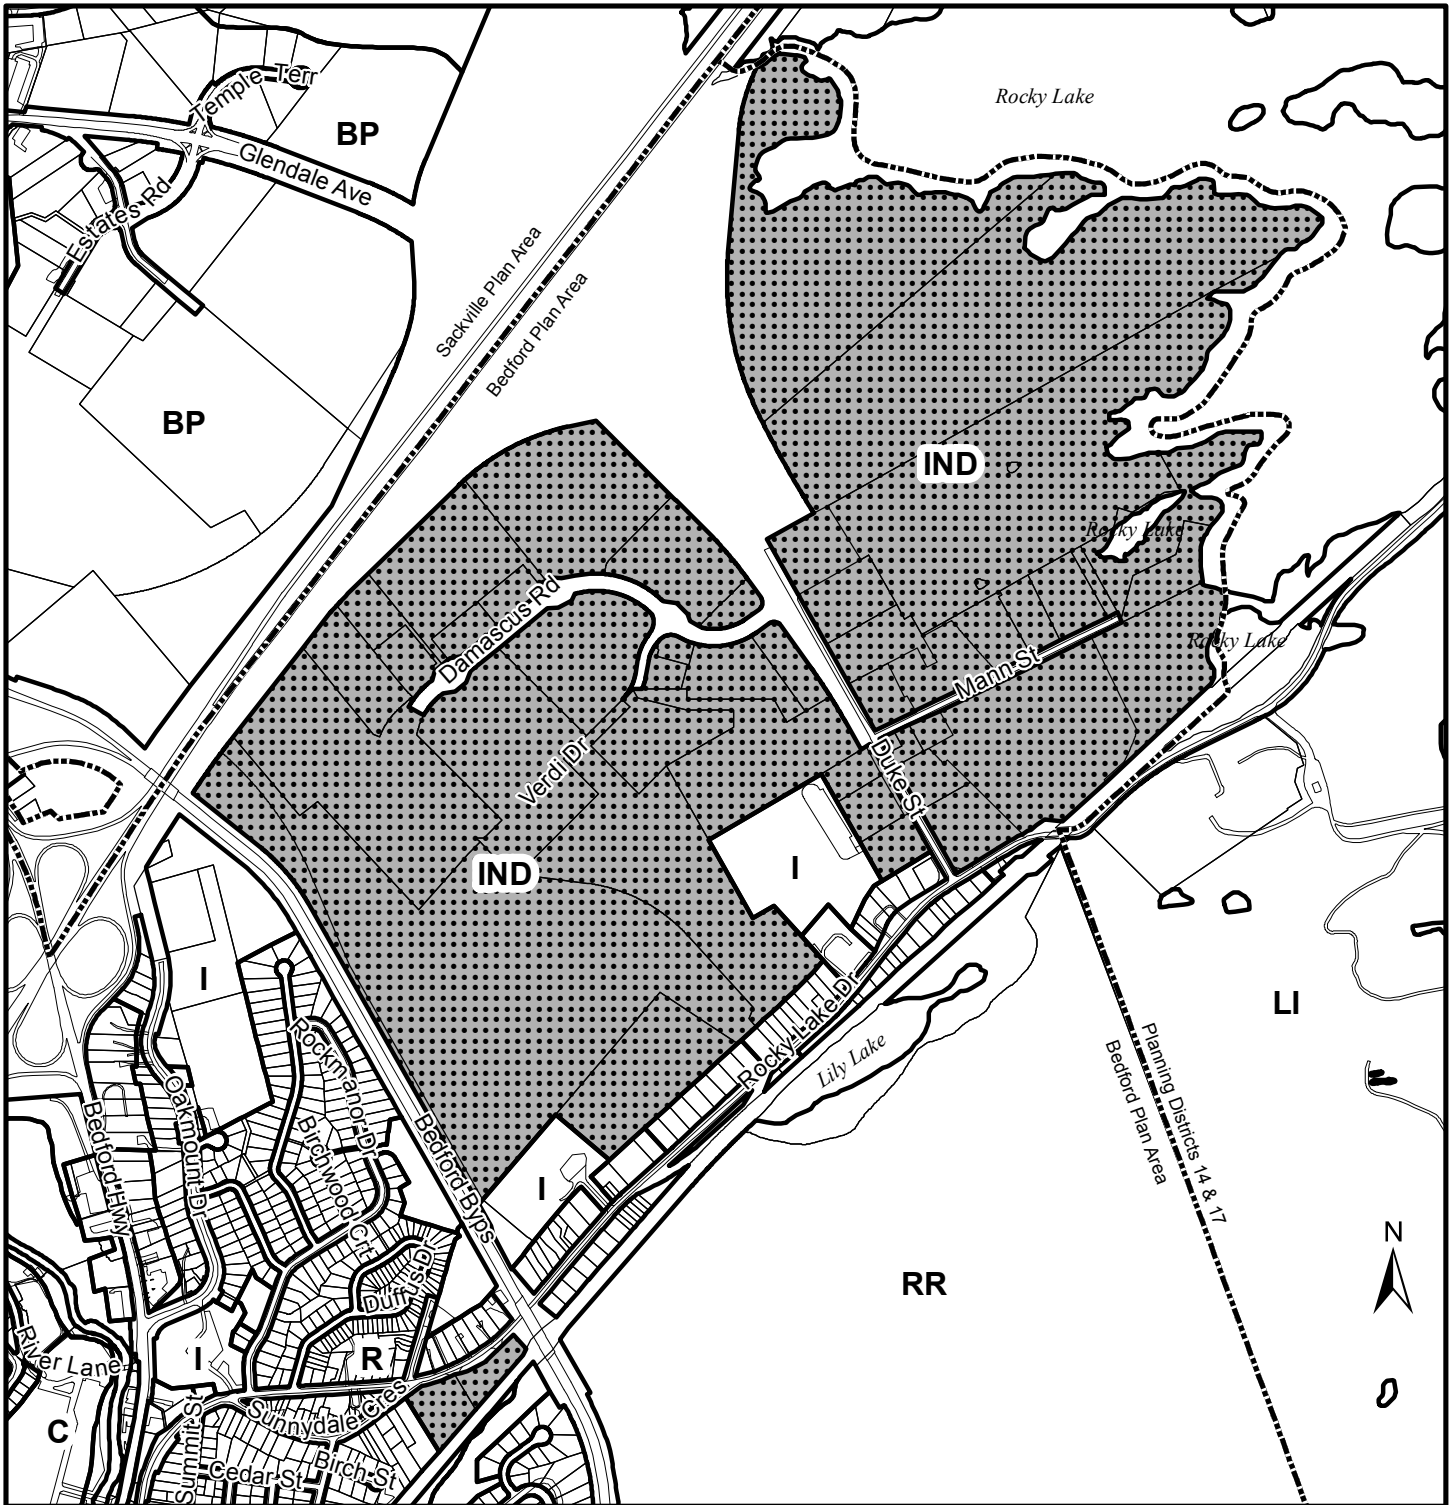 Rocky Lake
Temple Terr
BP
Glendale Ave
Estates Rd
Sackville Plan Area
Bedford Plan Area
BP
IND
Rocky Lake
Damascus Rd
Rocky Lake
Mann St
Verdi Dr
Duke St
I
IND
I
LI
Rocky Lake Dr
Lily Lake
Planning Districts 14 & 17
Bedford Plan Area
Rockmanor Dr
Oakmount Dr
Bedford Hwy
Birchwood Crt
Bedford Byps
I
N
RR
Duffus Dr
River Lane
I
R
C
Summit St
Sunnydale Cres
Birch St
Cedar St